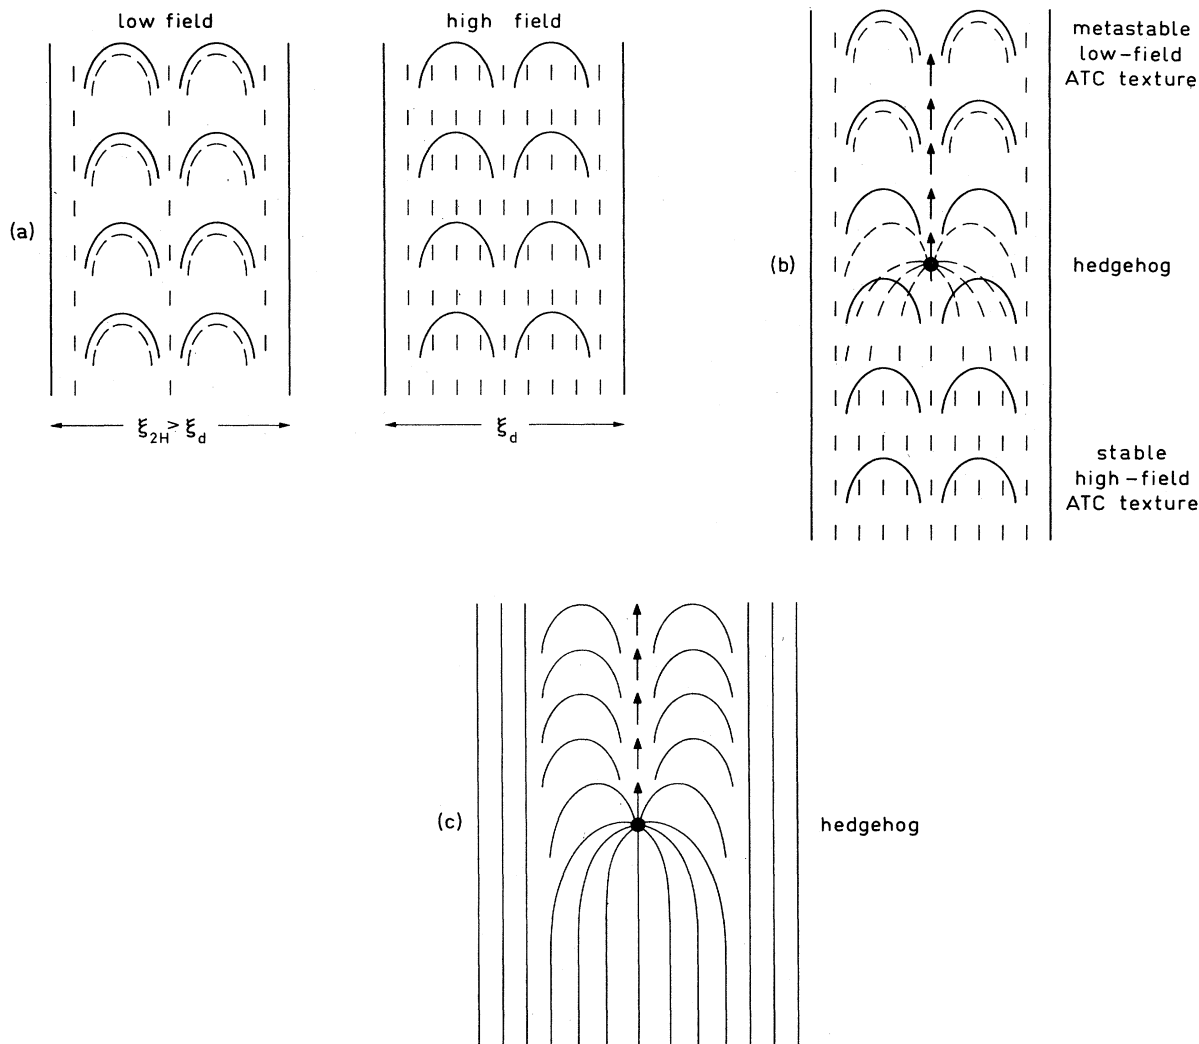 low field
high field
(a)
ξ2H > ξd
ξd
metastable
low-field
ATC texture
(b)
hedgehog
stable
high-field
ATC texture
(c)
hedgehog